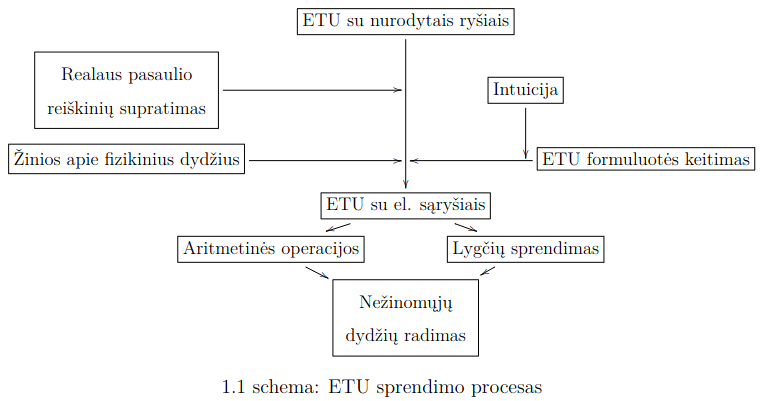 ETU su nurodytais ryšiais
Realaus pasaulio
reiškinių supratimas
Intuicija
Žinios apie fizikinius dydžius
ETU formuluotės keitimas
ETU su el. sąryšiais
Aritmetinės operacijos
Lygčių sprendimas
Nežinomųjų
dydžių radimas
1.1 schema: ETU sprendimo procesas